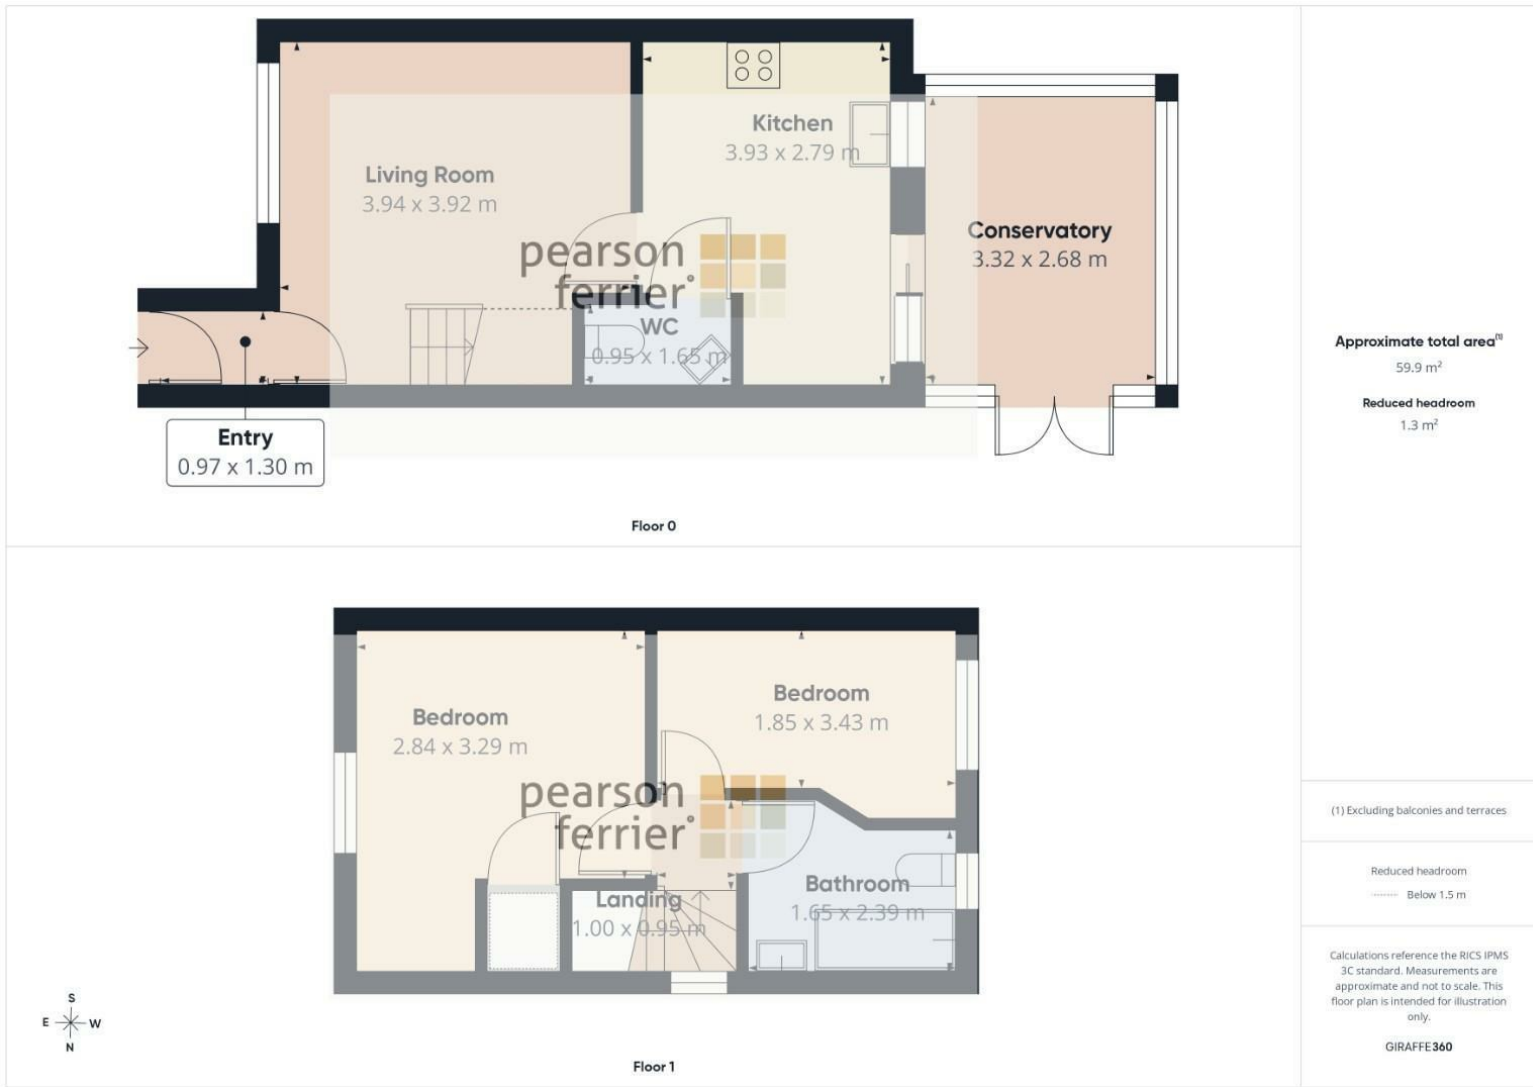 Living Room
3.94 x 3.92 m
Kitchen
3.93 x 2.79 m
Conservatory
3.32 x 2.68 m
pearson
ferrier
WC
0.95 x 1.65 m
Entry
0.97 x 1.30 m
Floor 0
Bedroom
2.84 x 3.29 m
Bedroom
1.85 x 3.43 m
pearson
ferrier
Landing
1.00 x 0.95 m
Bathroom
1.65 x 2.39 m
S
E W
N
Floor 1
Approximate total area(1)
59.9 m²
Reduced headroom
1.3 m²
(1) Excluding balconies and terraces
Reduced headroom
Below 1.5 m
Calculations reference the RICS IPMS
3C standard. Measurements are
approximate and not to scale. This
floor plan is intended for illustration
only.
GIRAFFE360